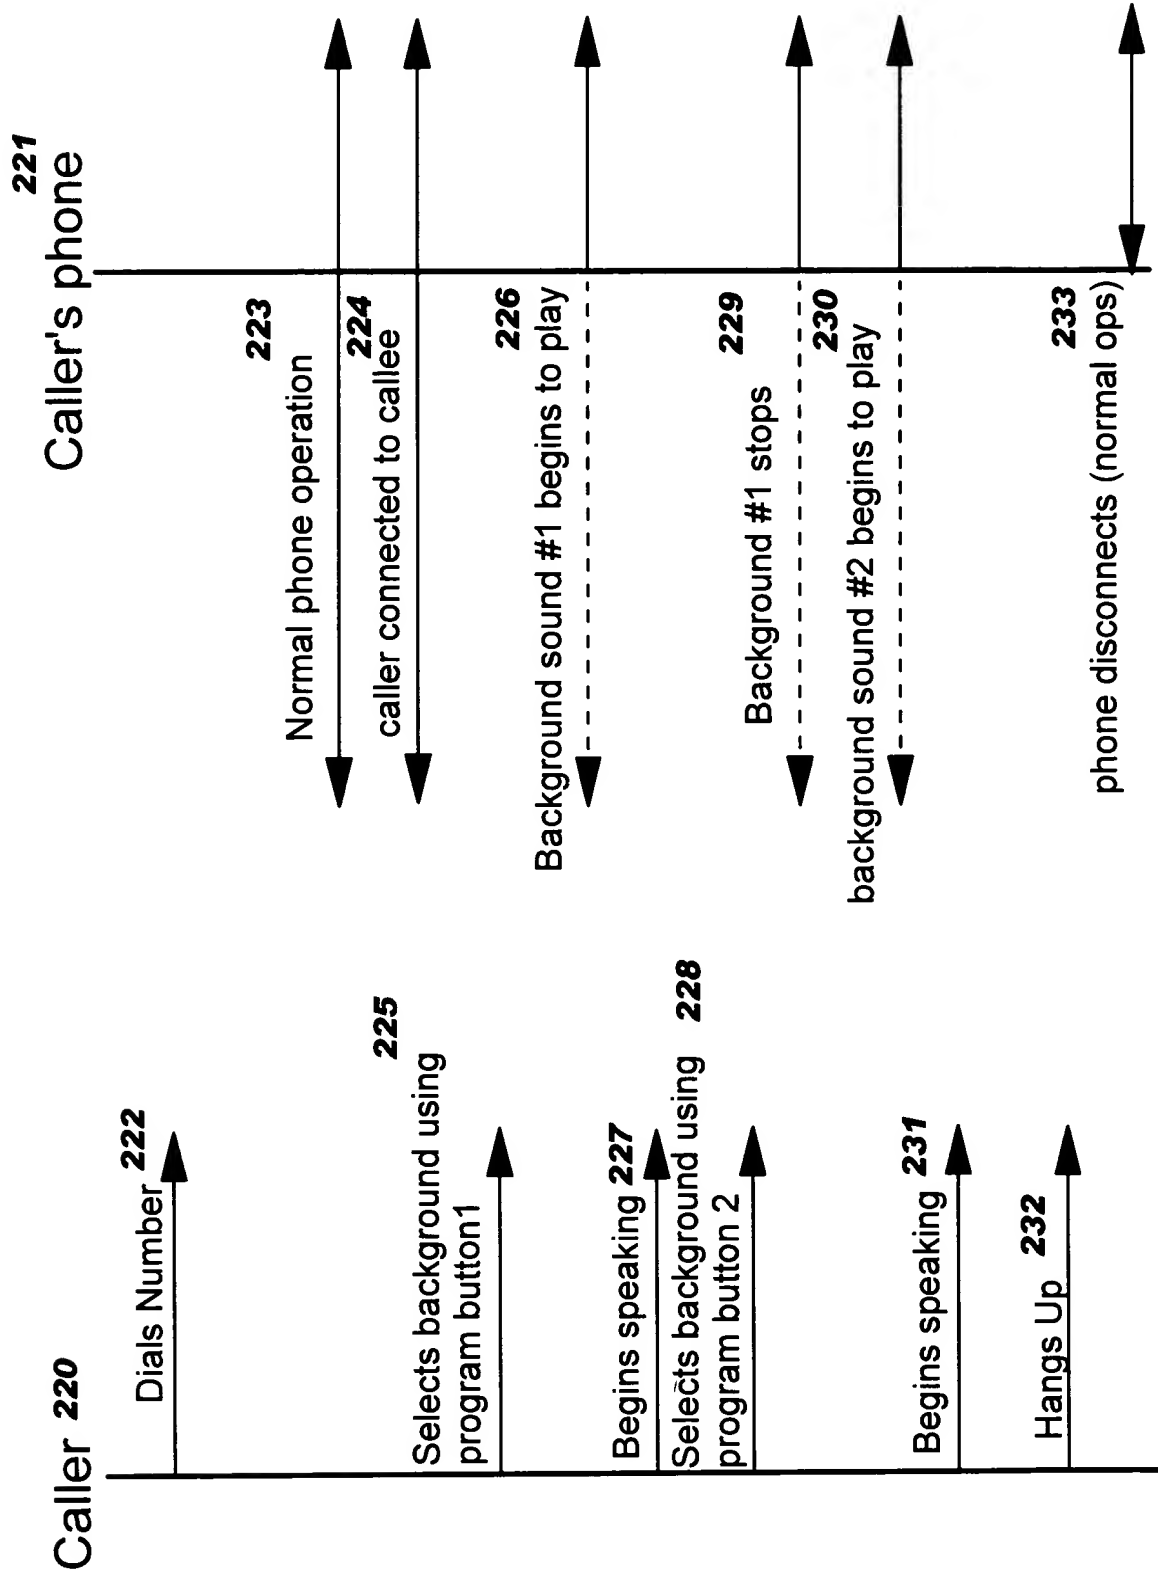 Caller 220
Caller's phone
221
Dials Number
222
Normal phone operation
223
caller connected to callee
224
Selects background using
program button1
225
Background sound #1 begins to play
226
Begins speaking
227
Selects background using
program button 2
228
Background #1 stops
229
background sound #2 begins to play
230
Begins speaking
231
Hangs Up
232
phone disconnects (normal ops)
233